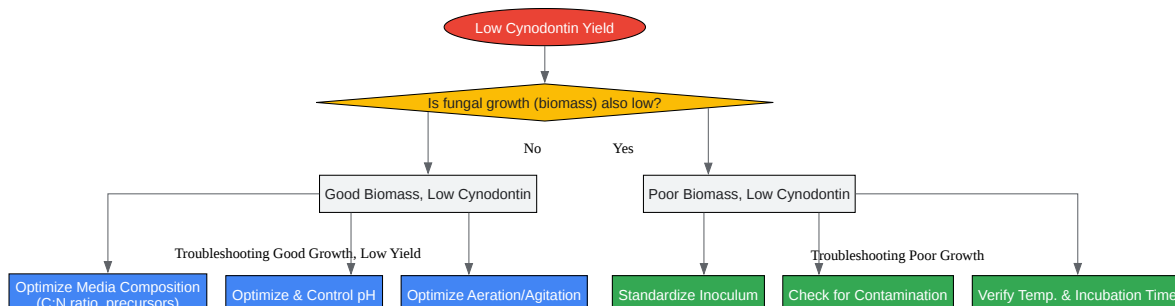 Low Cynodontin Yield
Is fungal growth (biomass) also low?
No
Yes
Good Biomass, Low Cynodontin
Poor Biomass, Low Cynodontin
Troubleshooting Good Growth, Low Yield
Troubleshooting Poor Growth
Optimize Media Composition
(C:N ratio, precursors)
Optimize & Control pH
Optimize Aeration/Agitation
Standardize Inoculum
Check for Contamination
Verify Temp. & Incubation Time